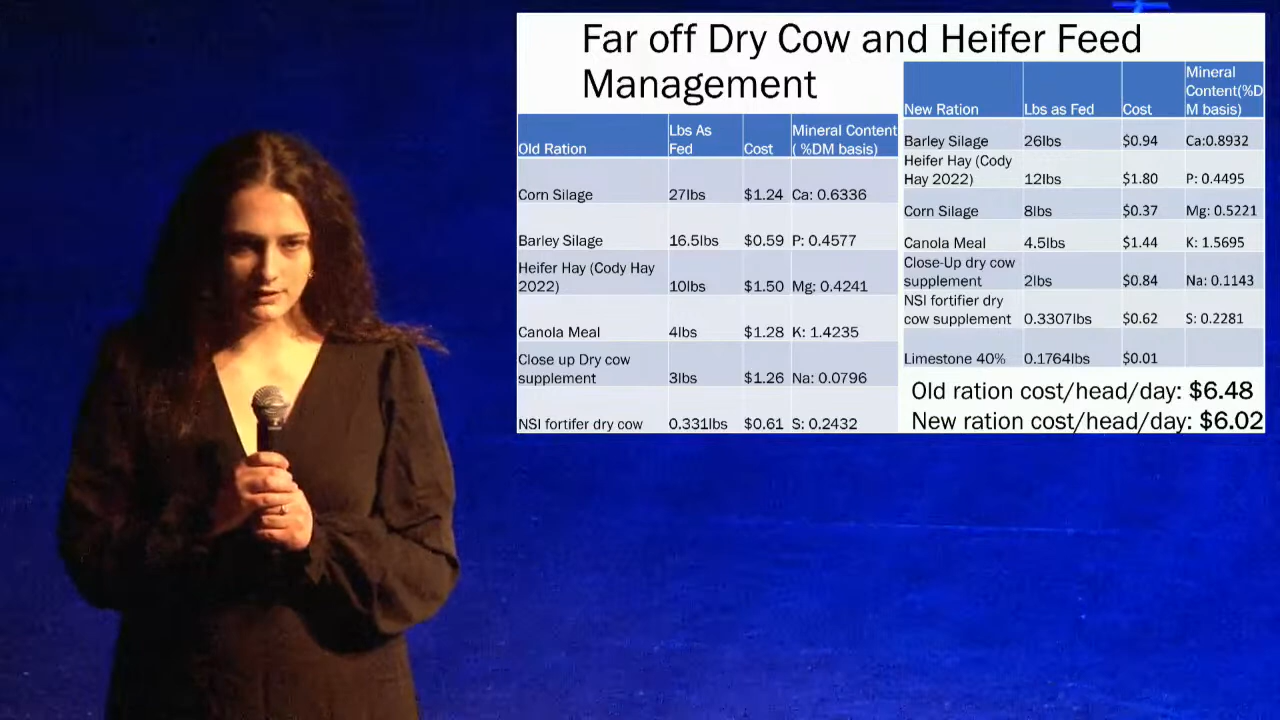 Far off Dry Cow and Heifer Feed
Management
Old Ration | Lbs As Fed | Cost | Mineral Content ( %DM basis)
Corn Silage | 27lbs | $1.24 | Ca: 0.6336
Barley Silage | 16.5lbs | $0.59 | P: 0.4577
Heifer Hay (Cody Hay 2022) | 10lbs | $1.50 | Mg: 0.4241
Canola Meal | 4lbs | $1.28 | K: 1.4235
Close up Dry cow supplement | 3lbs | $1.26 | Na: 0.0796
NSI fortifer dry cow | 0.331lbs | $0.61 | S: 0.2432
New Ration | Lbs as Fed | Cost | Mineral Content(%DM basis)
Barley Silage | 26lbs | $0.94 | Ca:0.8932
Heifer Hay (Cody Hay 2022) | 12lbs | $1.80 | P: 0.4495
Corn Silage | 8lbs | $0.37 | Mg: 0.5221
Canola Meal | 4.5lbs | $1.44 | K: 1.5695
Close-Up dry cow supplement | 2lbs | $0.84 | Na: 0.1143
NSI fortifier dry cow supplement | 0.3307lbs | $0.62 | S: 0.2281
Limestone 40% | 0.1764lbs | $0.01
Old ration cost/head/day: $6.48
New ration cost/head/day: $6.02